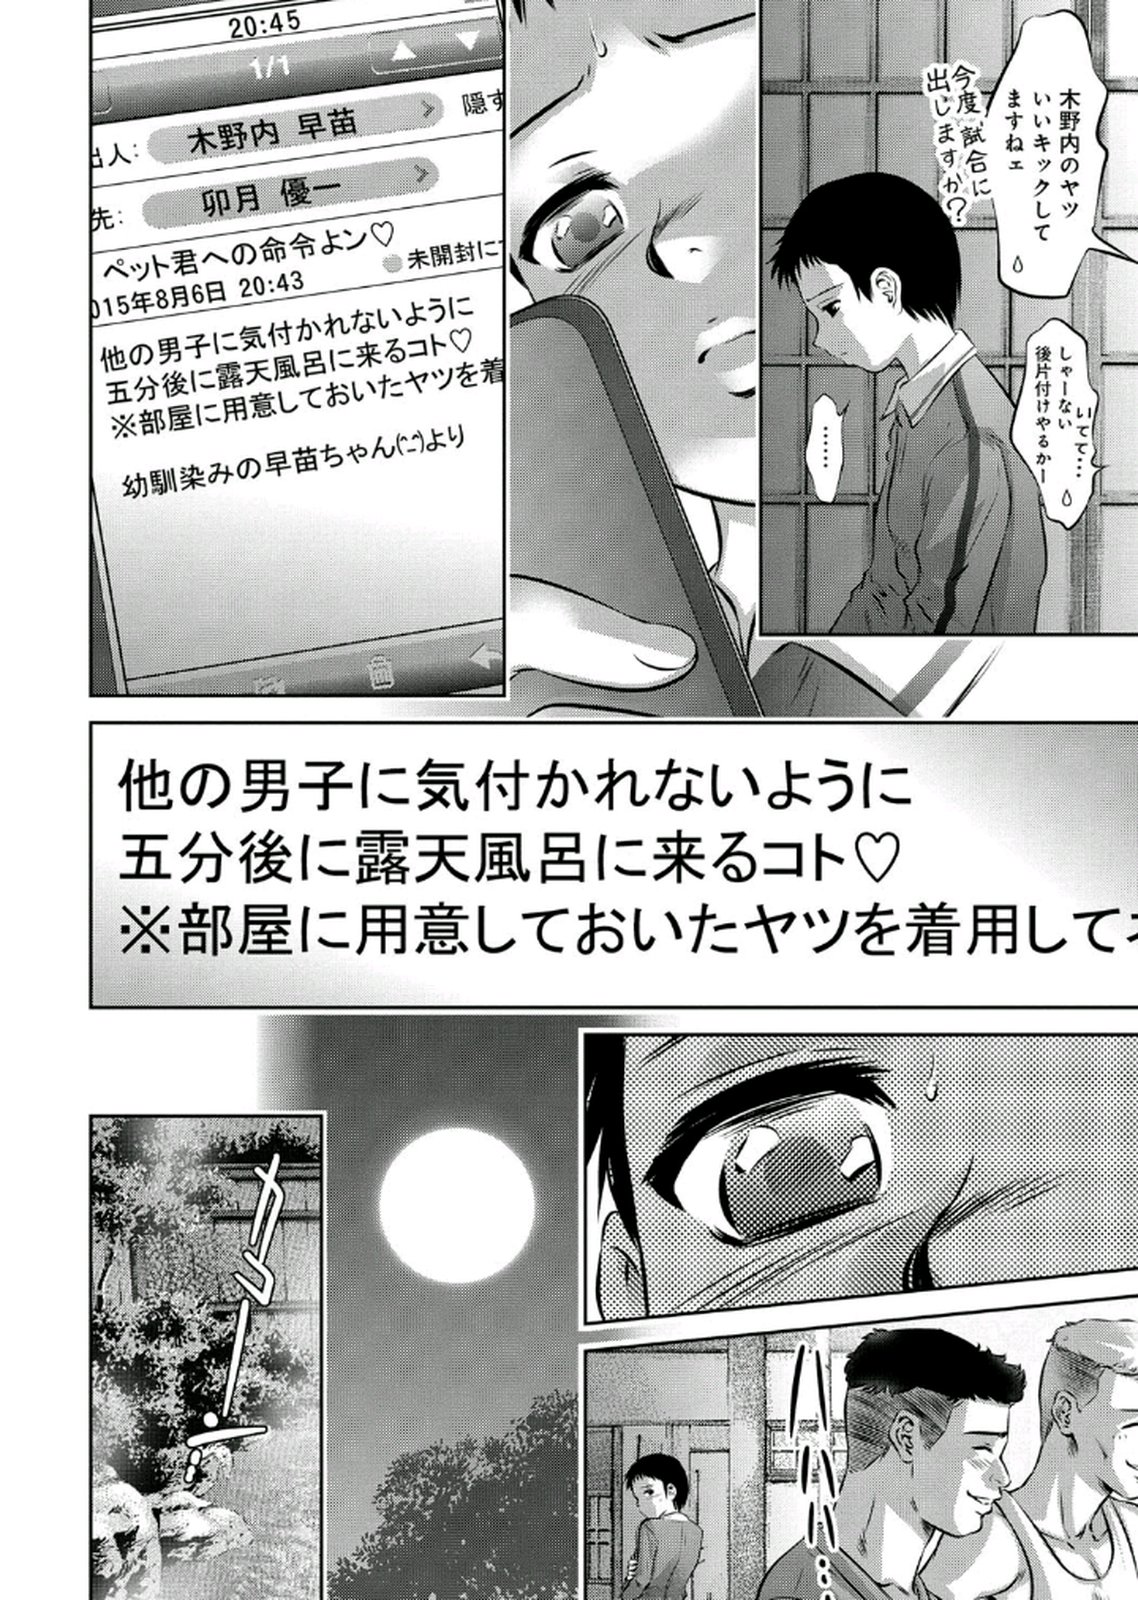 木野内のヤツ
いいキックして
ますねェ
今度、試合に
出しますか?
いてて…
しゃーない
後片付けやるかー
………
20:45
1/1
出人:
木野内 早苗
隠す
先:
卯月 優一
ペット君への命令よン♡
未開封に
015年8月6日 20:43
他の男子に気付かれないように
五分後に露天風呂に来るコト♡
※部屋に用意しておいたヤツを着
幼馴染みの早苗ちゃん(^_^)より
他の男子に気付かれないように
五分後に露天風呂に来るコト♡
※部屋に用意しておいたヤツを着用してネ
カラーン